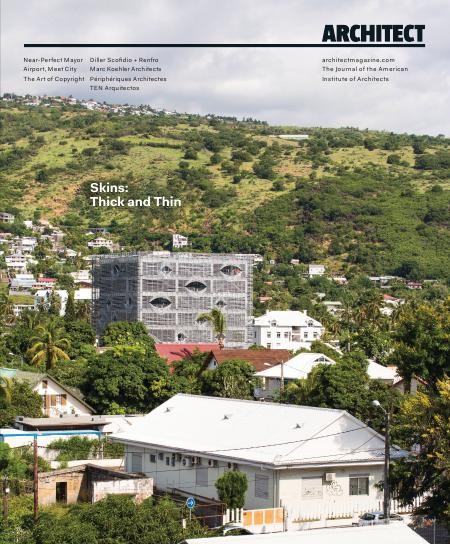 ARCHITECT
Near-Perfect Mayor
Airport, Meet City
The Art of Copyright
Diller Scofidio + Renfro
Marc Koehler Architects
Périphériques Architectes
TEN Arquitectos
architectmagazine.com
The Journal of the American
Institute of Architects
Skins:
Thick and Thin